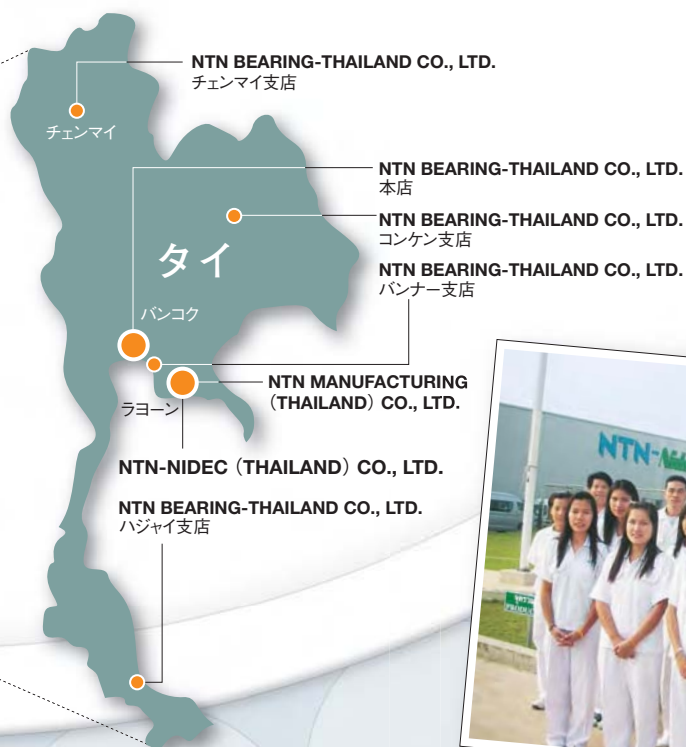 NTN BEARING-THAILAND CO., LTD.
チェンマイ支店
チェンマイ
NTN BEARING-THAILAND CO., LTD.
本店
NTN BEARING-THAILAND CO., LTD.
コンケン支店
タイ
NTN BEARING-THAILAND CO., LTD.
バンナー支店
バンコク
NTN MANUFACTURING
（THAILAND）CO., LTD.
ラヨーン
NTN-NIDEC（THAILAND）CO., LTD.
NTN BEARING-THAILAND CO., LTD.
ハジャイ支店
NTN-